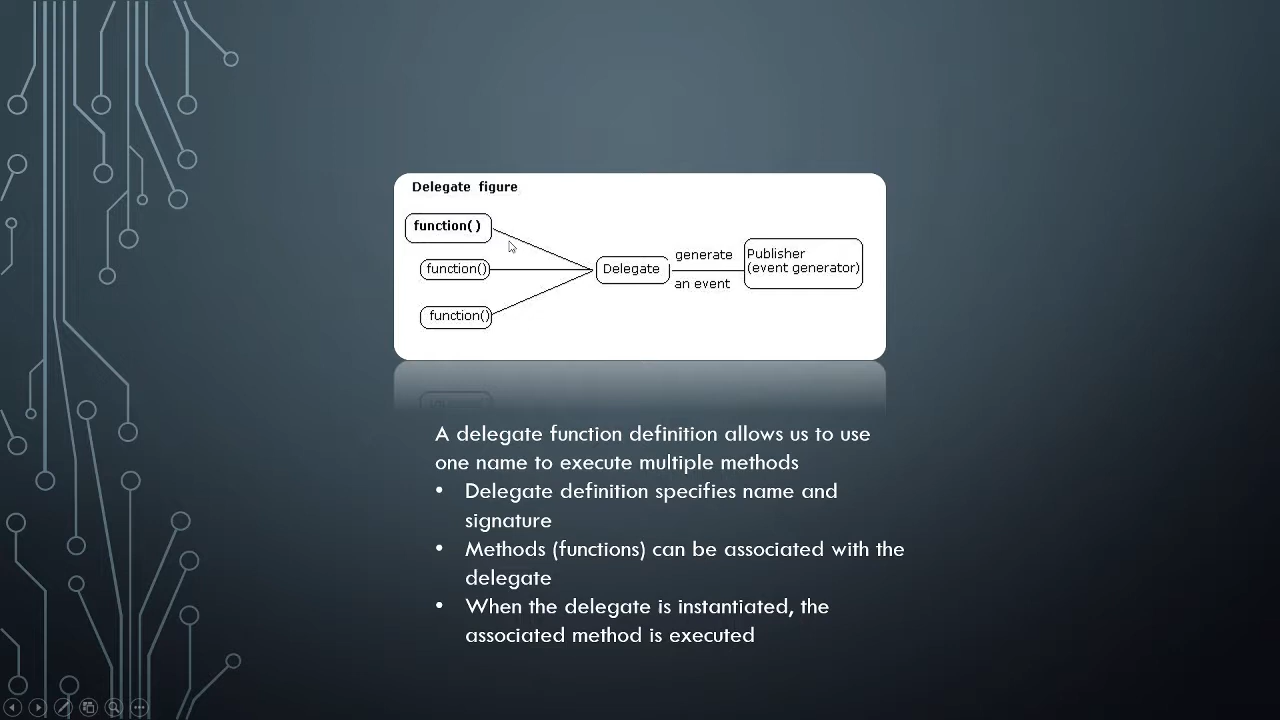 Delegate figure
function( )
function()
function()
Delegate
generate
an event
Publisher
(event generator)
A delegate function definition allows us to use
one name to execute multiple methods
• Delegate definition specifies name and
signature
• Methods (functions) can be associated with the
delegate
• When the delegate is instantiated, the
associated method is executed